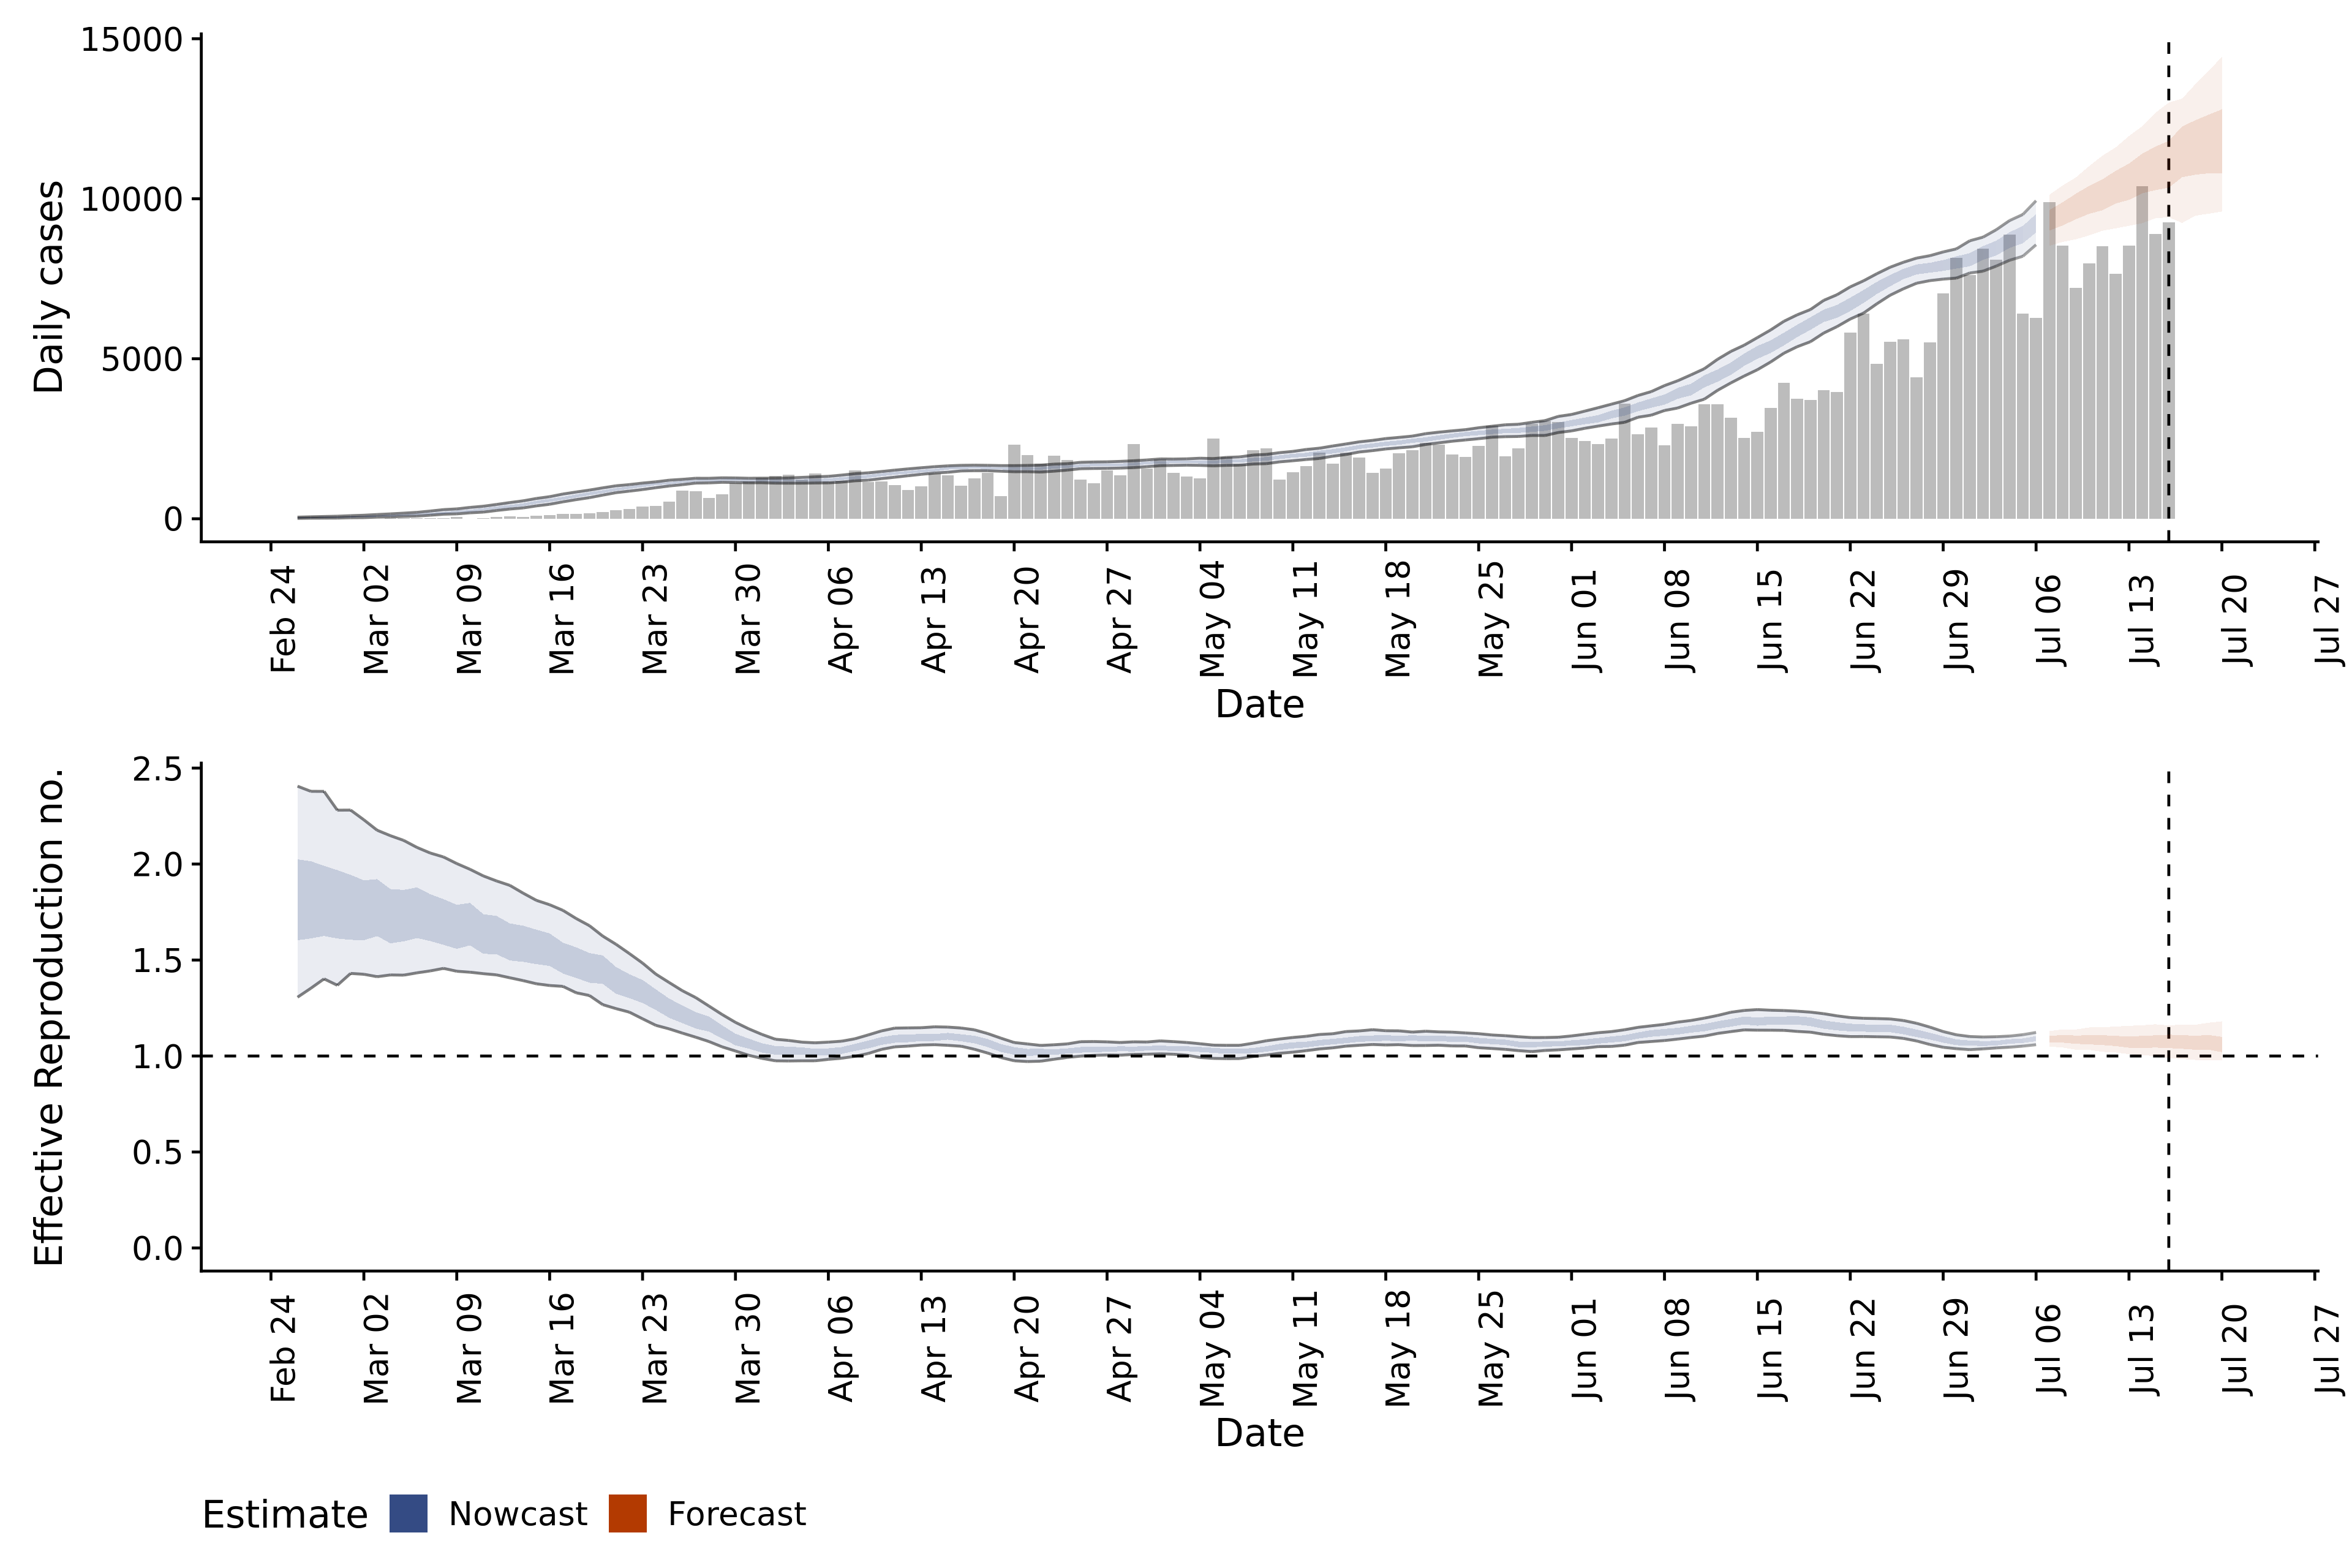 15000
10000
5000
0
Daily cases
Feb 24 Mar 02 Mar 09 Mar 16 Mar 23 Mar 30 Apr 06 Apr 13 Apr 20 Apr 27 May 04 May 11 May 18 May 25 Jun 01 Jun 08 Jun 15 Jun 22 Jun 29 Jul 06 Jul 13 Jul 20 Jul 27
Date
2.5
2.0
1.5
1.0
0.5
0.0
Effective Reproduction no.
Feb 24 Mar 02 Mar 09 Mar 16 Mar 23 Mar 30 Apr 06 Apr 13 Apr 20 Apr 27 May 04 May 11 May 18 May 25 Jun 01 Jun 08 Jun 15 Jun 22 Jun 29 Jul 06 Jul 13 Jul 20 Jul 27
Date
Estimate Nowcast Forecast